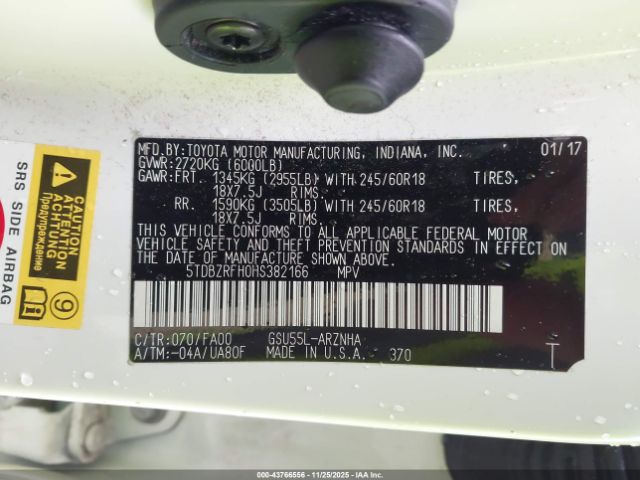 MFD.BY:TOYOTA MOTOR MANUFACTURING, INDIANA, INC. 01/17
GVWR:2720KG (6000LB)
GAWR:FRT. 1345KG (2955LB) WITH 245/60R18 TIRES,
18X7.5J RIMS.
RR. 1590KG (3505LB) WITH 245/60R18 TIRES,
18X7.5J RIMS.
THIS VEHICLE CONFORMS TO ALL APPLICABLE FEDERAL MOTOR
VEHICLE SAFETY AND THEFT PREVENTION STANDARDS IN EFFECT ON
THE DATE OF MANUFACTURE SHOWN ABOVE.
5TDBZRFH0HS382166 MPV
C/TR:070/FA00 GSU55L-ARZNHA
A/TM:-04A/UA80F MADE IN U.S.A. 370 T
SRS SIDE AIRBAG
CAUTION
ATTENTION
ACHTUNG
Предупреждение
9
000-43766556 - 11/25/2025 - Copyright IAA, LLC